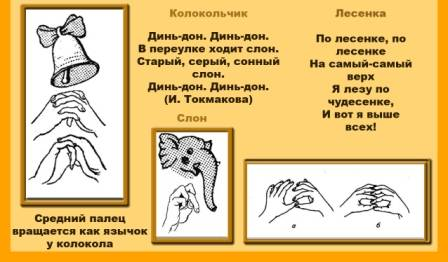 Колокольчик
Динь-дон. Динь-дон.
В переулке ходит слон.
Старый, серый, сонный
слон.
Динь-дон. Динь-дон.
(И. Токмакова)
Слон
Средний палец
вращается как язычок
у колокола
Лесенка
По лесенке, по
лесенке
На самый-самый
верх
Я лезу по
чудесенке,
И вот я выше
всех!
а
б